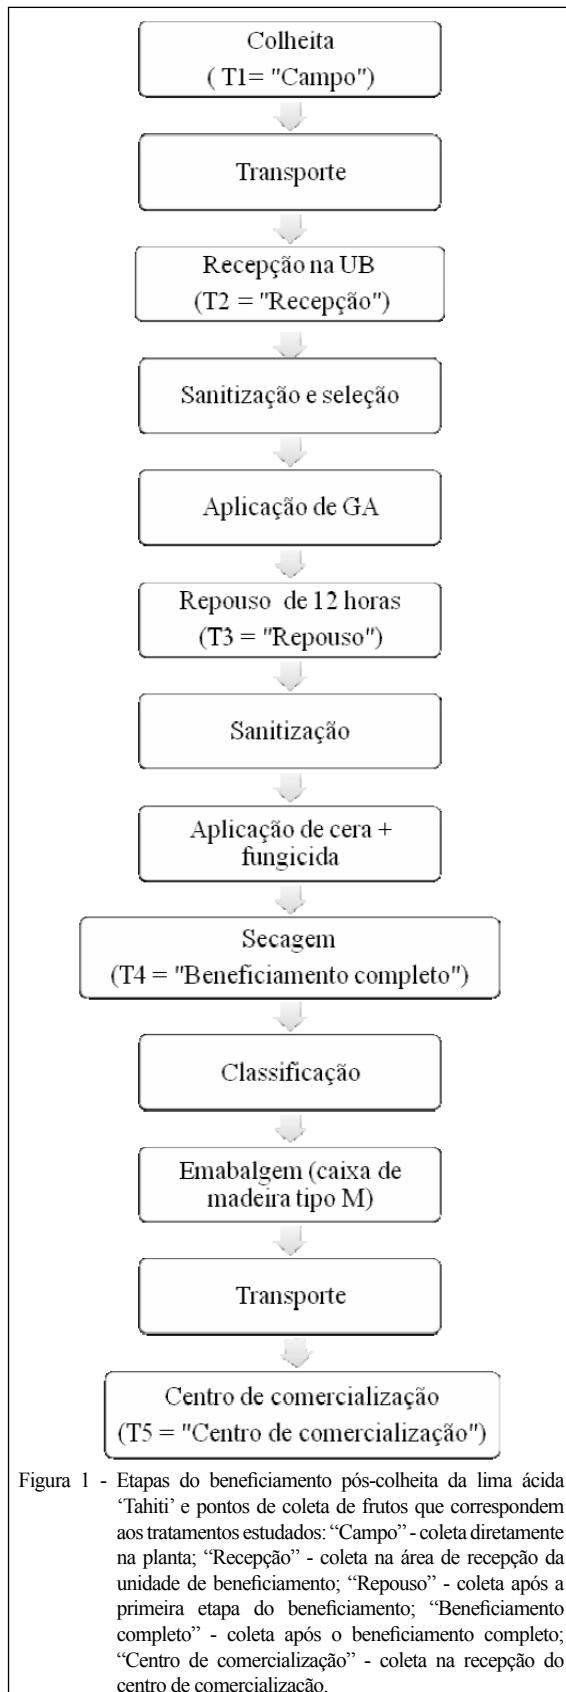 Colheita
( T1= "Campo")
Transporte
Recepção na UB
(T2 = "Recepção")
Sanitização e seleção
Aplicação de GA
Repouso de 12 horas
(T3 = "Repouso")
Sanitização
Aplicação de cera +
fungicida
Secagem
(T4 = "Beneficiamento completo")
Classificação
Emabalgem (caixa de
madeira tipo M)
Transporte
Centro de comercialização
(T5 = "Centro de comercialização")
Figura 1 - Etapas do beneficiamento pós-colheita da lima ácida
‘Tahiti’ e pontos de coleta de frutos que correspondem
aos tratamentos estudados: “Campo” - coleta diretamente
na planta; “Recepção” - coleta na área de recepção da
unidade de beneficiamento; “Repouso” - coleta após a
primeira etapa do beneficiamento; “Beneficiamento
completo” - coleta após o beneficiamento completo;
“Centro de comercialização” - coleta na recepção do
centro de comercialização.